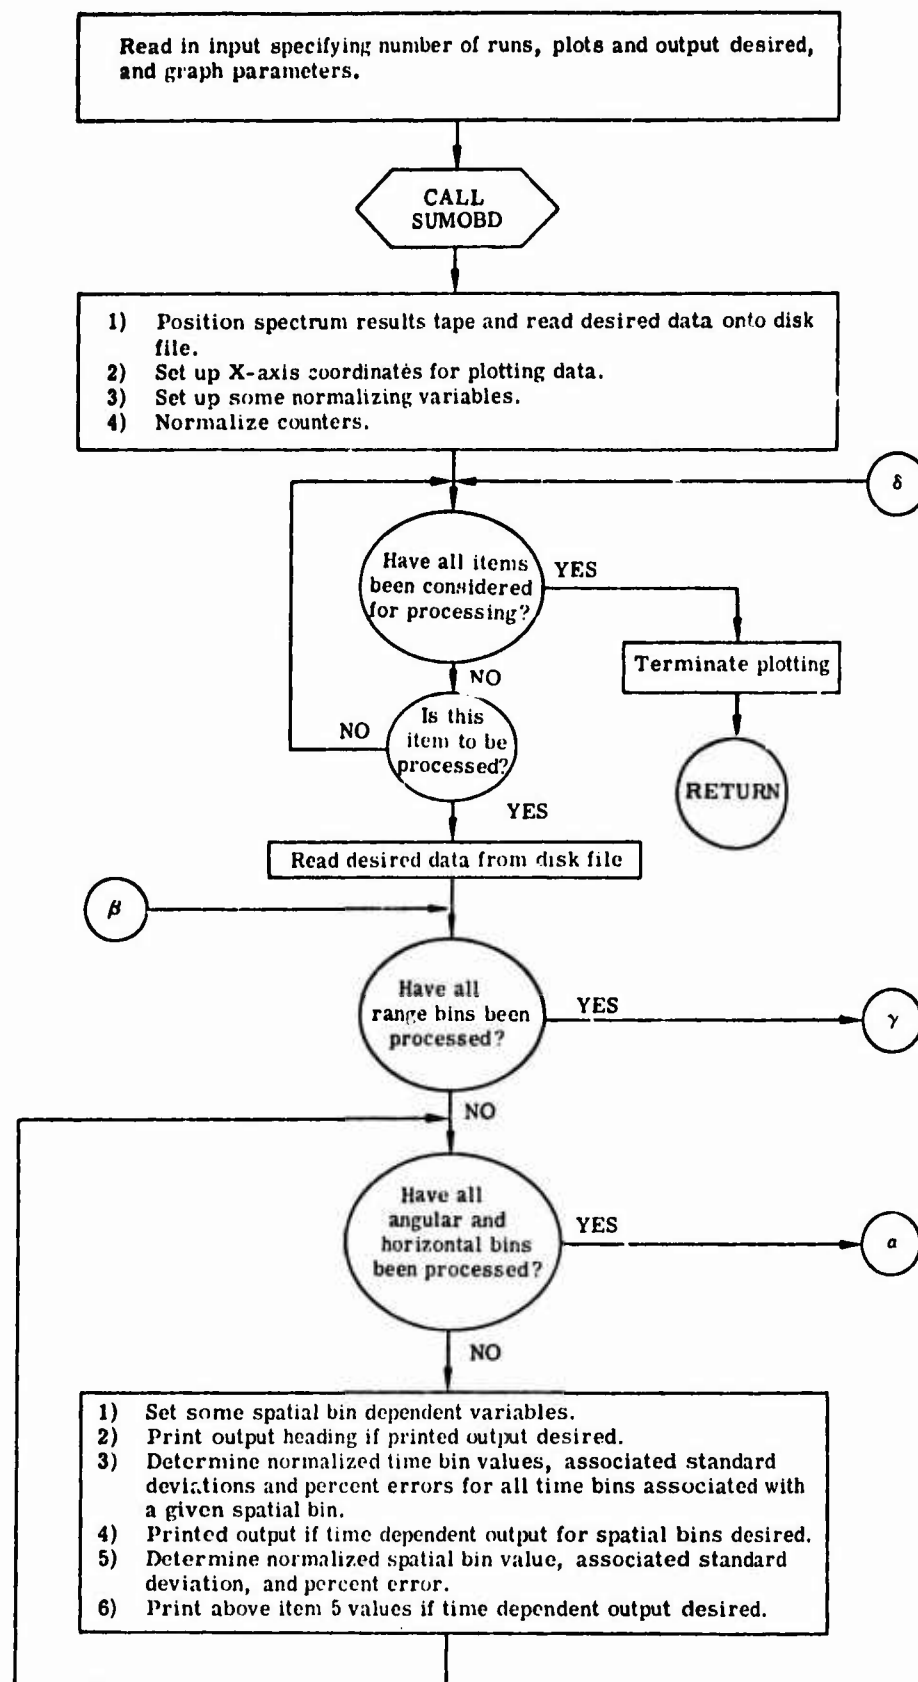 Read in input specifying number of runs, plots and output desired,
and graph parameters.
CALL
SUMOBD
1) Position spectrum results tape and read desired data onto disk
file.
2) Set up X-axis coordinates for plotting data.
3) Set up some normalizing variables.
4) Normalize counters.
δ
Have all items
been considered
for processing?
YES
Terminate plotting
NO
RETURN
Is this
item to be
processed?
NO
YES
Read desired data from disk file
β
Have all
range bins been
processed?
YES
γ
NO
Have all
angular and
horizontal bins
been processed?
YES
α
NO
1) Set some spatial bin dependent variables.
2) Print output heading if printed output desired.
3) Determine normalized time bin values, associated standard
deviations and percent errors for all time bins associated with
a given spatial bin.
4) Printed output if time dependent output for spatial bins desired.
5) Determine normalized spatial bin value, associated standard
deviation, and percent error.
6) Print above item 5 values if time dependent output desired.